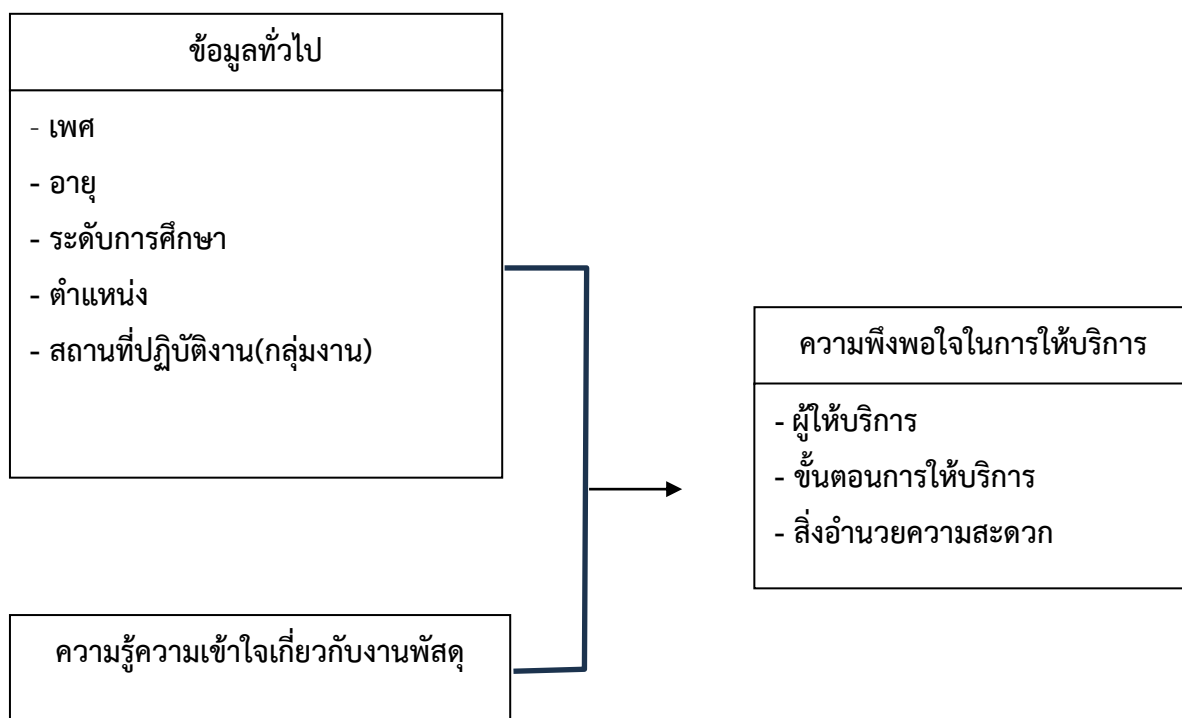 ข้อมูลทั่วไป
- เพศ
- อายุ
- ระดับการศึกษา
- ตำแหน่ง
- สถานที่ปฏิบัติงาน(กลุ่มงาน)
ความพึงพอใจในการให้บริการ
- ผู้ให้บริการ
- ขั้นตอนการให้บริการ
- สิ่งอำนวยความสะดวก
ความรู้ความเข้าใจเกี่ยวกับงานพัสดุ